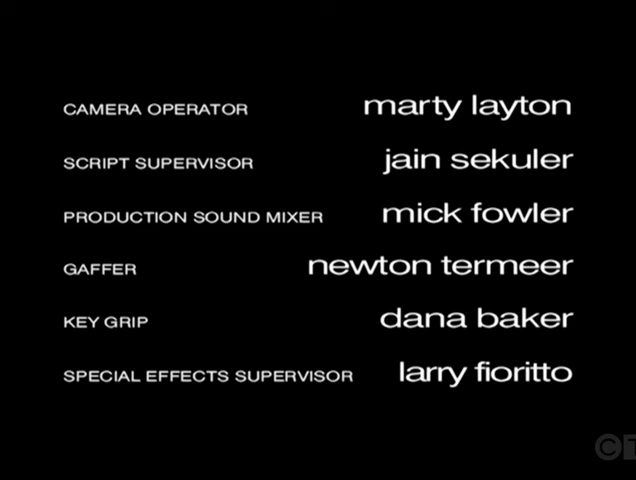 CAMERA OPERATOR marty layton
SCRIPT SUPERVISOR jain sekuler
PRODUCTION SOUND MIXER mick fowler
GAFFER newton termeer
KEY GRIP dana baker
SPECIAL EFFECTS SUPERVISOR larry fioritto